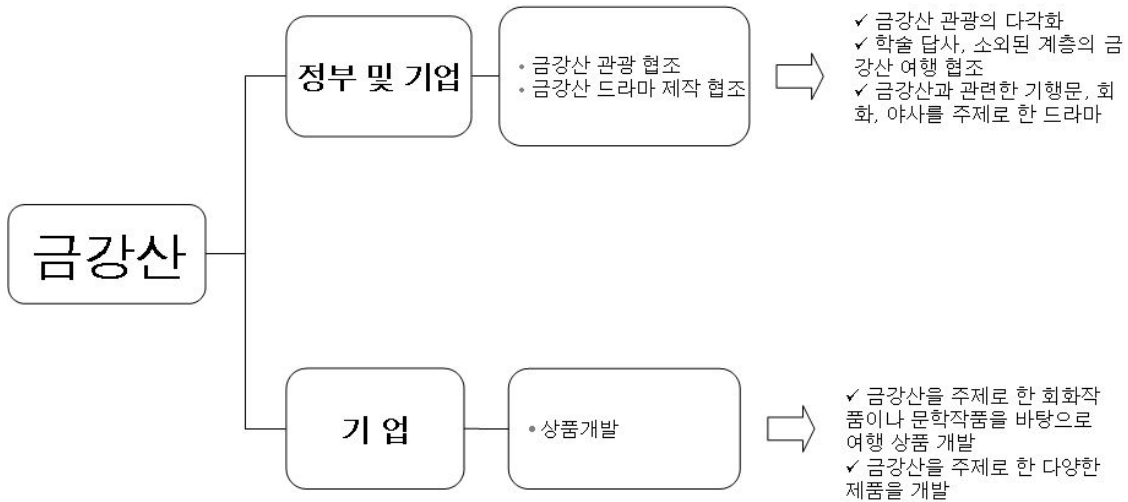 금강산
정부 및 기업
• 금강산 관광 협조
• 금강산 드라마 제작 협조
✓ 금강산 관광의 다각화
✓ 학술 답사, 소외된 계층의 금
강산 여행 협조
✓ 금강산과 관련한 기행문, 회
화, 야사를 주제로 한 드라마
기 업
• 상품개발
✓ 금강산을 주제로 한 회화작
품이나 문학작품을 바탕으로
여행 상품 개발
✓ 금강산을 주제로 한 다양한
제품을 개발